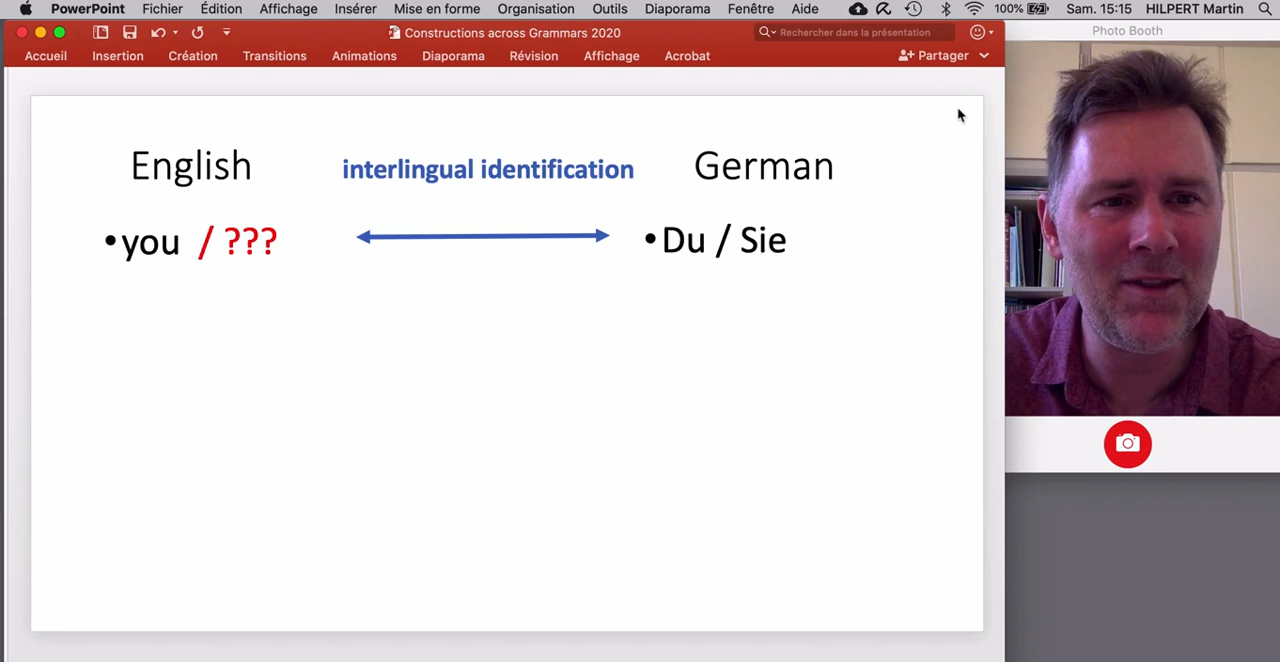 PowerPoint Fichier Édition Affichage Insérer Mise en forme Organisation Outils Diaporama Fenêtre Aide 100% Sam. 15:15 HILPERT Martin
Constructions across Grammars 2020
Rechercher dans la présentation
Photo Booth
Accueil Insertion Création Transitions Animations Diaporama Révision Affichage Acrobat Partager
English interlingual identification German
•you / ??? •Du / Sie